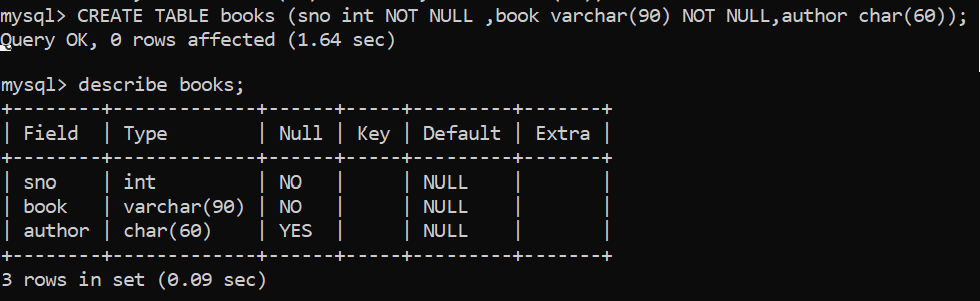 mysql> CREATE TABLE books (sno int NOT NULL ,book varchar(90) NOT NULL,author char(60));
Query OK, 0 rows affected (1.64 sec)
mysql> describe books;
+--------+-------------+------+-----+---------+-------+
| Field  | Type        | Null | Key | Default | Extra |
+--------+-------------+------+-----+---------+-------+
| sno    | int         | NO   |     | NULL    |       |
| book   | varchar(90) | NO   |     | NULL    |       |
| author | char(60)    | YES  |     | NULL    |       |
+--------+-------------+------+-----+---------+-------+
3 rows in set (0.09 sec)